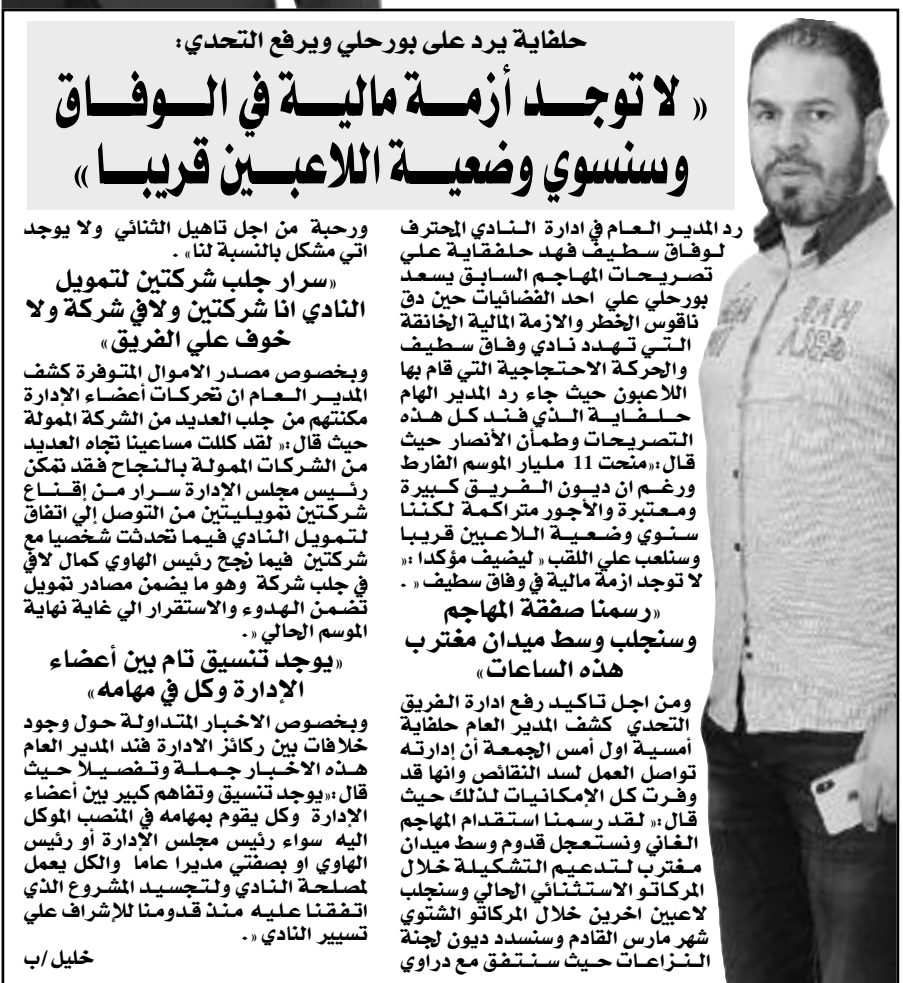 حلفاية يرد على بورحلي ويرفع التحدي:
« لا توجـــد أزمـــة ماليـــة في الـــوفـــاق
وسنسوي وضعيـــة اللاعبـــين قريبـــا »
رد المدير العام في ادارة النادي المحترف
لوفاق سطيف فهد حلفقاية علي
تصريحات المهاجم السابق يسعد
بورحلي علي احد الفضائيات حين دق
ناقوس الخطر والازمة المالية الخانقة
التي تهدد نادي وفاق سطيف
والحركة الاحتجاجية التي قام بها
اللاعبون حيث جاء رد المدير الهام
حلفاية الذي فند كل هذه
التصريحات وطمأن الأنصار حيث
قال:«منحت 11 مليار الموسم الفارط
ورغم ان ديون الفريق كبيرة
ومعتبرة والأجور متراكمة لكننا
سنوي وضعية اللاعبين قريبا
وسنلعب علي اللقب« ليضيف مؤكدا :«
لا توجد ازمة مالية في وفاق سطيف« .
«رسمنا صفقة المهاجم
وسنجلب وسط ميدان مغترب
هذه الساعات»
ومن اجل تاكيد رفع ادارة الفريق
التحدي كشف المدير العام حلفاية
أمسية اول أمس الجمعة أن إدارته
تواصل العمل لسد النقائص وانها قد
وفرت كل الإمكانيات لذلك حيث
قال:« لقد رسمنا استقدام المهاجم
الغاني ونستعجل قدوم وسط ميدان
مغترب لتدعيم التشكيلة خلال
المركاتو الاستثنائي الحالي وسنجلب
لاعبين اخرين خلال المركاتو الشتوي
شهر مارس القادم وسنسدد ديون لجنة
النزاعات حيث سنتفق مع دراوي
ورحبة من اجل تاهيل الثنائي ولا يوجد
اتي مشكل بالنسبة لنا» .
«سرار جلب شركتين لتمويل
النادي انا شركتين ولافي شركة ولا
خوف علي الفريق»
وبخصوص مصدر الاموال المتوفرة كشف
المدير العام ان تحركات أعضاء الإدارة
مكنتهم من جلب العديد من الشركة الممولة
حيث قال:« لقد كللت مساعينا تجاه العديد
من الشركات الممولة بالنجاح فقد تمكن
رئيس مجلس الإدارة سرار من إقناع
شركتين تمويليتين من التوصل إلي اتفاق
لتمويل النادي فيما تحدثت شخصيا مع
شركتين فيما نجح رئيس الهاوي كمال لافي
في جلب شركة وهو ما يضمن مصادر تمويل
تضمن الهدوء والاستقرار الي غاية نهاية
الموسم الحالي «.
«يوجد تنسيق تام بين أعضاء
الإدارة وكل في مهامه»
وبخصوص الاخبار المتداولة حول وجود
خلافات بين ركائز الادارة فند المدير العام
هذه الاخبار جملة وتفصيلا حيث
قال:«يوجد تنسيق وتفاهم كبير بين أعضاء
الإدارة وكل يقوم بمهامه في المنصب الموكل
اليه سواء رئيس مجلس الإدارة أو رئيس
الهاوي او بصفتي مديرا عاما والكل يعمل
لمصلحة النادي ولتجسيد المشروع الذي
اتفقنا عليه منذ قدومنا للإشراف علي
تسيير النادي «.
خليل /ب